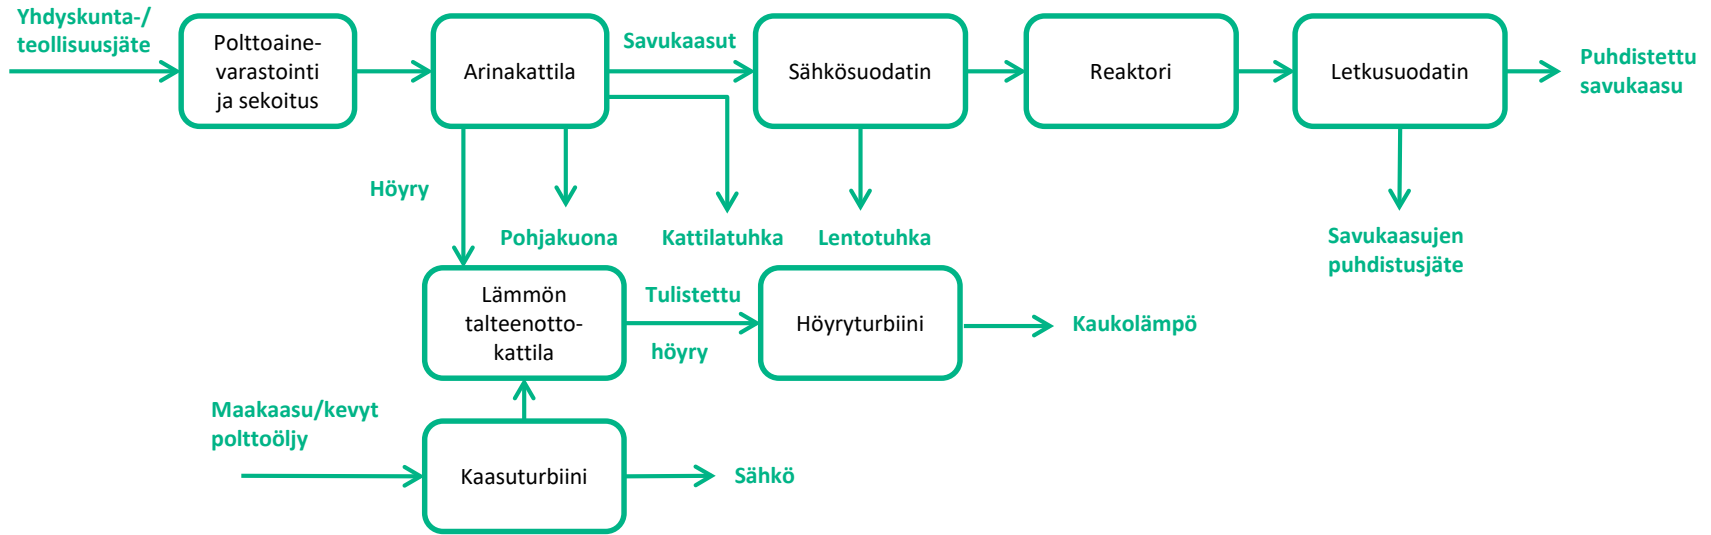 Yhdyskunta-/
teollisuusjäte
Polttoaine-
varastointi
ja sekoitus
Arinakattila
Savukaasut
Sähkösuodatin
Reaktori
Letkusuodatin
Puhdistettu
savukaasu
Höyry
Pohjakuona
Kattilatuhka
Lentotuhka
Savukaasujen
puhdistusjäte
Lämmön
talteenotto-
kattila
Tulistettu
höyry
Höyryturbiini
Kaukolämpö
Maakaasu/kevyt
polttoöljy
Kaasuturbiini
Sähkö